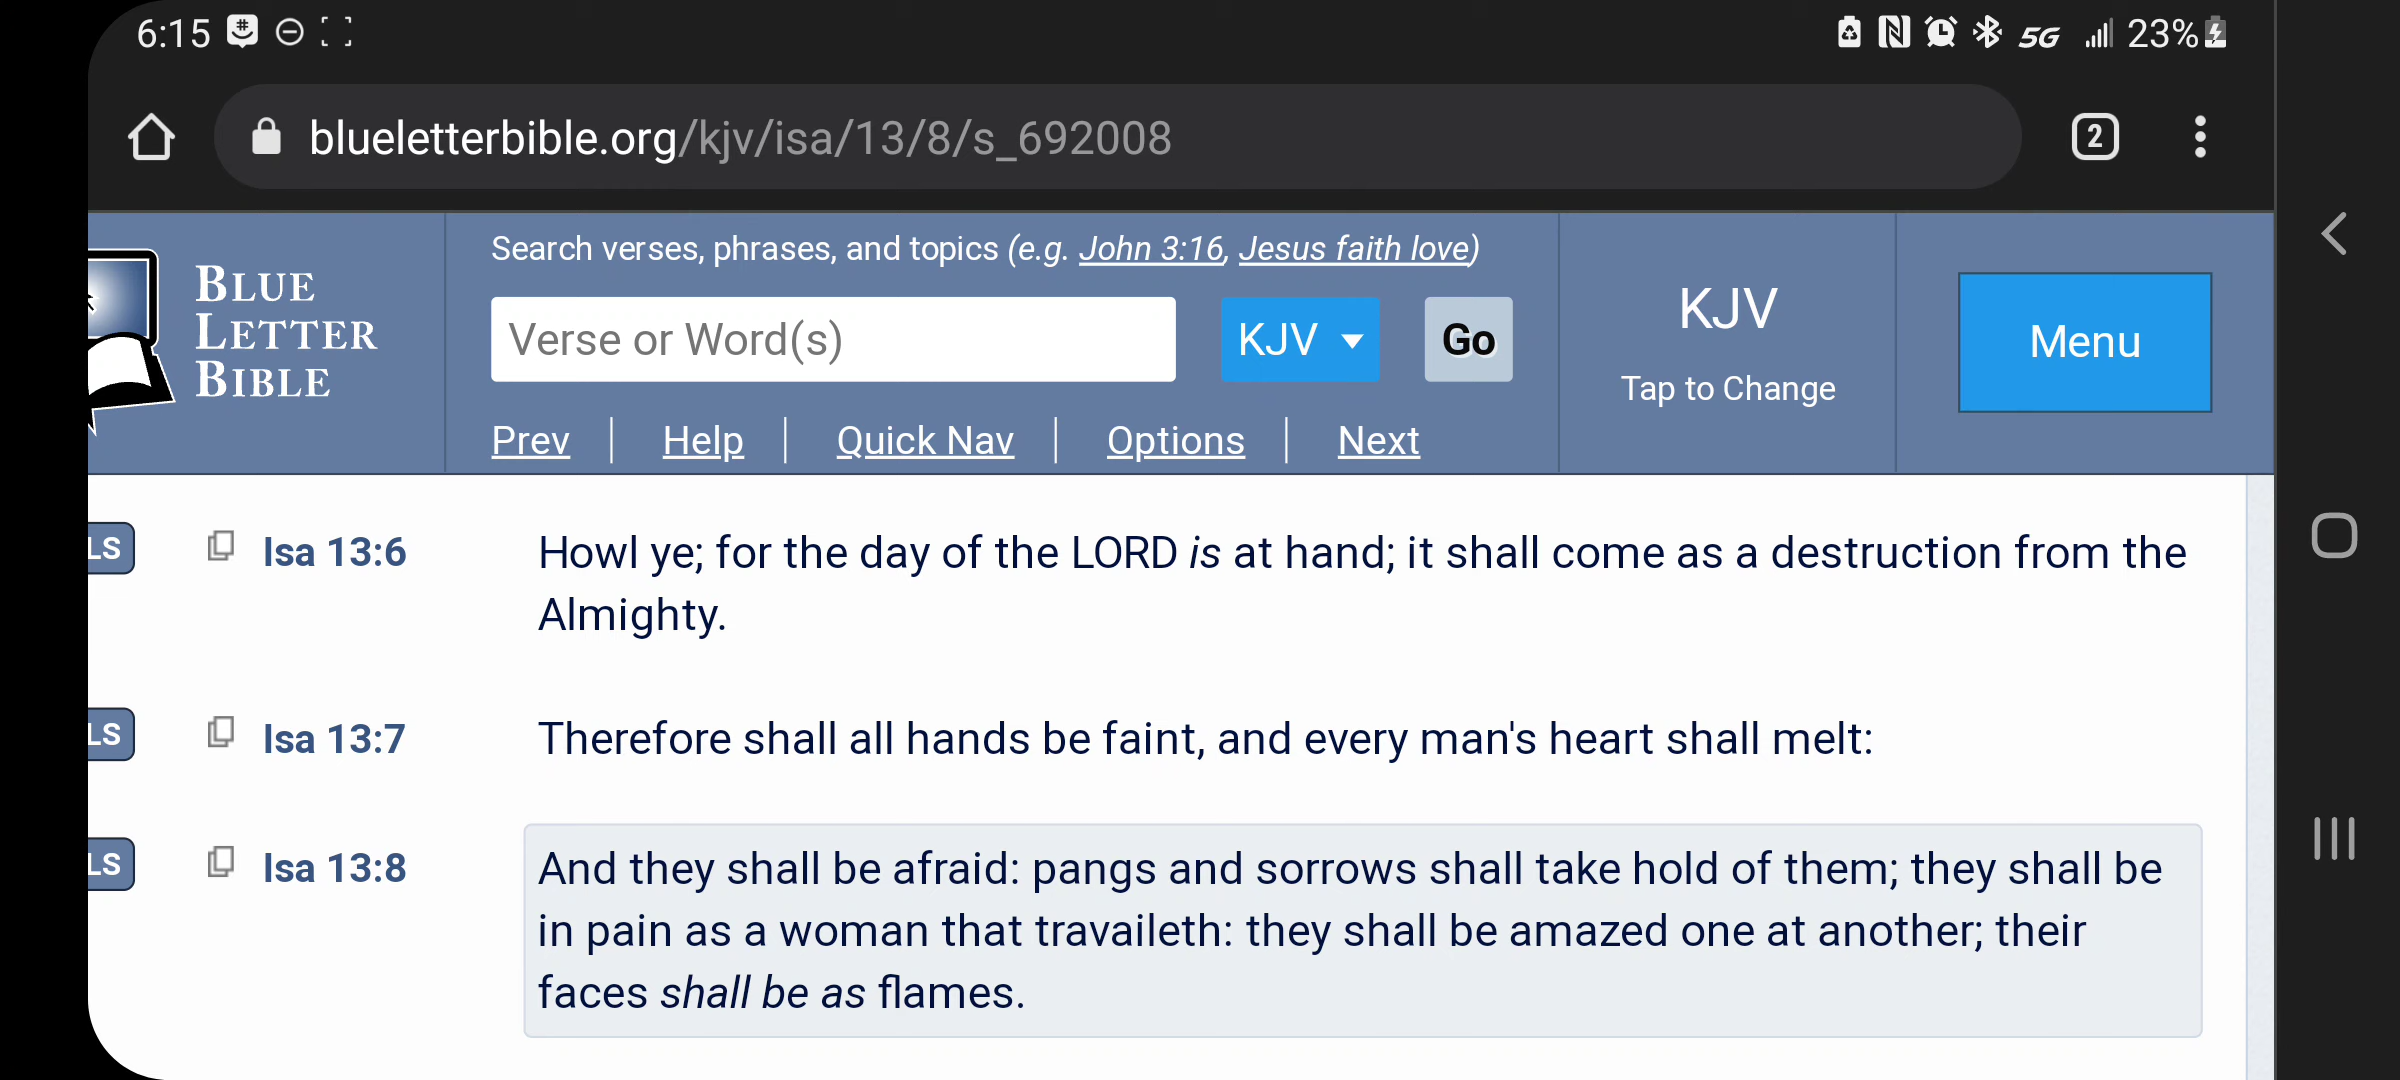 6:15
5G 23%
blueletterbible.org/kjv/isa/13/8/s_692008
2
BLUE
LETTER
BIBLE
Search verses, phrases, and topics (e.g. John 3:16, Jesus faith love)
Verse or Word(s)
KJV
Go
Prev
Help
Quick Nav
Options
Next
KJV
Tap to Change
Menu
LS
Isa 13:6
Howl ye; for the day of the LORD is at hand; it shall come as a destruction from the
Almighty.
LS
Isa 13:7
Therefore shall all hands be faint, and every man's heart shall melt:
LS
Isa 13:8
And they shall be afraid: pangs and sorrows shall take hold of them; they shall be
in pain as a woman that travaileth: they shall be amazed one at another; their
faces shall be as flames.